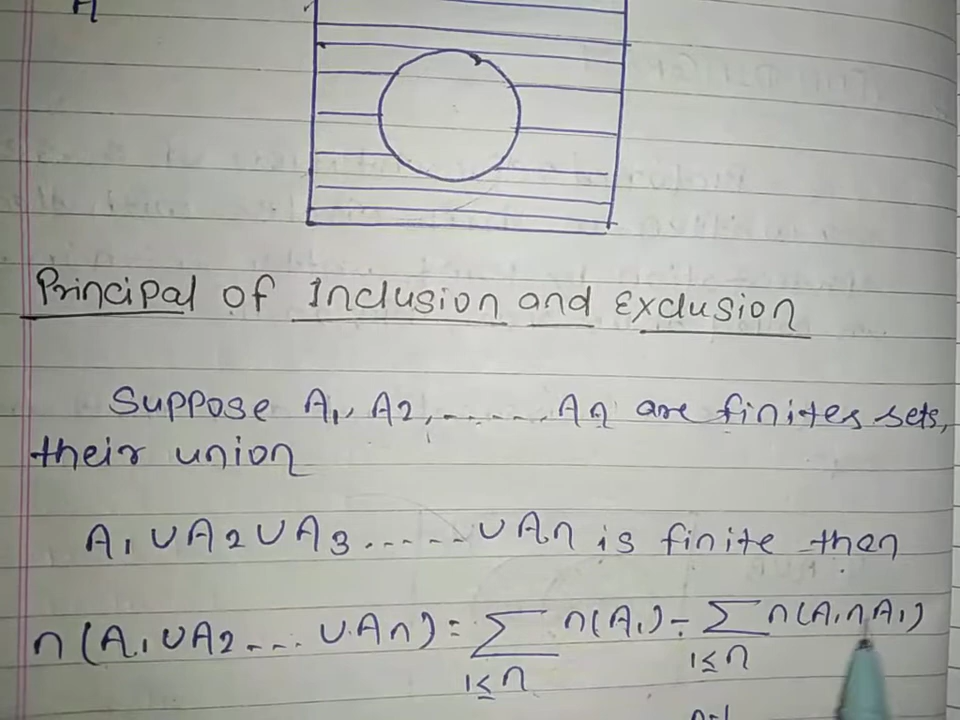 A
Principal of Inclusion and Exclusion
Suppose A₁, A2, ...... An are finites sets,
their union
A₁ ∪ A2 ∪ A3 ...... ∪ An is finite then
n(A₁∪A2... ∪An) = ∑ n(A₁) - ∑ n(A₁∩A₁)
1≤n 1≤n
n-1